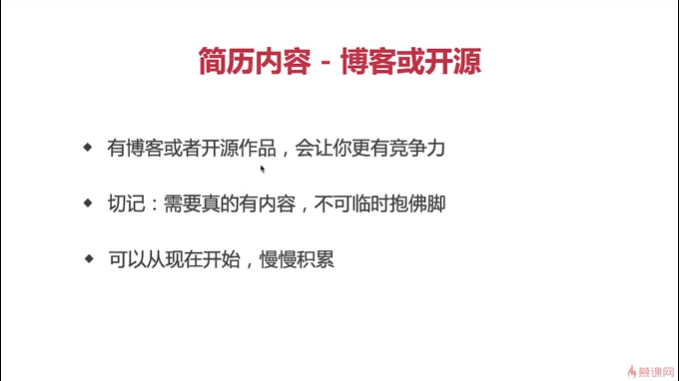 简历内容 - 博客或开源
◆ 有博客或者开源作品，会让你更有竞争力
◆ 切记：需要真的有内容，不可临时抱佛脚
◆ 可以从现在开始，慢慢积累
慕课网